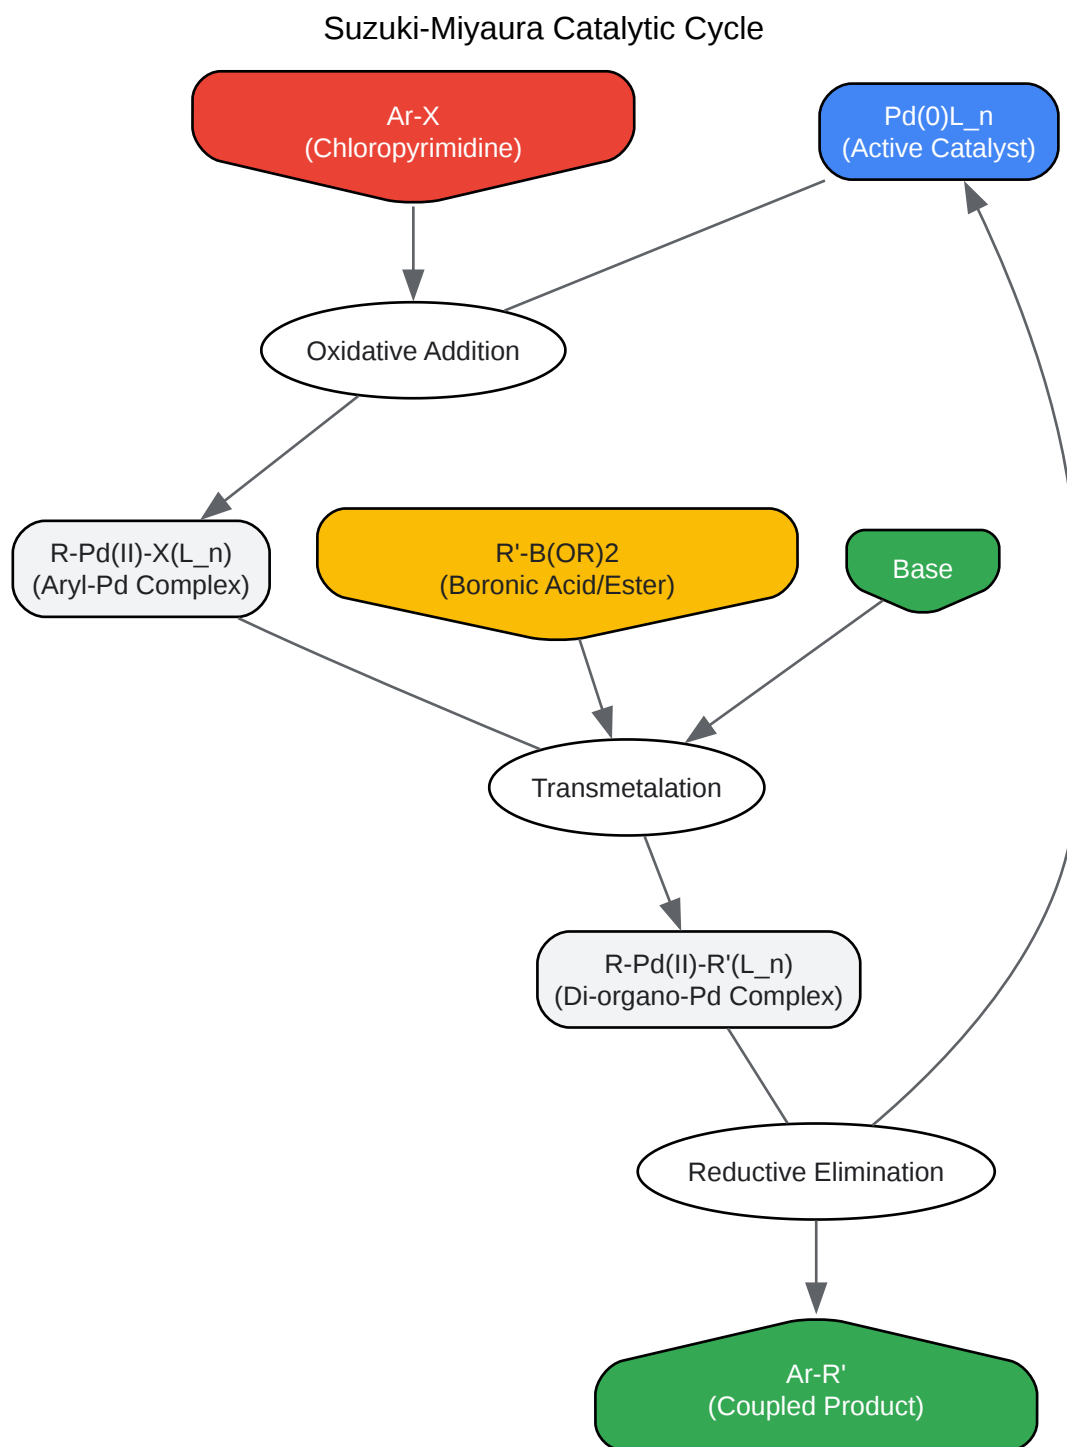 Suzuki-Miyaura Catalytic Cycle
Ar-X
(Chloropyrimidine)
Pd(0)L_n
(Active Catalyst)
Oxidative Addition
R-Pd(II)-X(L_n)
(Aryl-Pd Complex)
R'-B(OR)2
(Boronic Acid/Ester)
Base
Transmetalation
R-Pd(II)-R'(L_n)
(Di-organo-Pd Complex)
Reductive Elimination
Ar-R'
(Coupled Product)